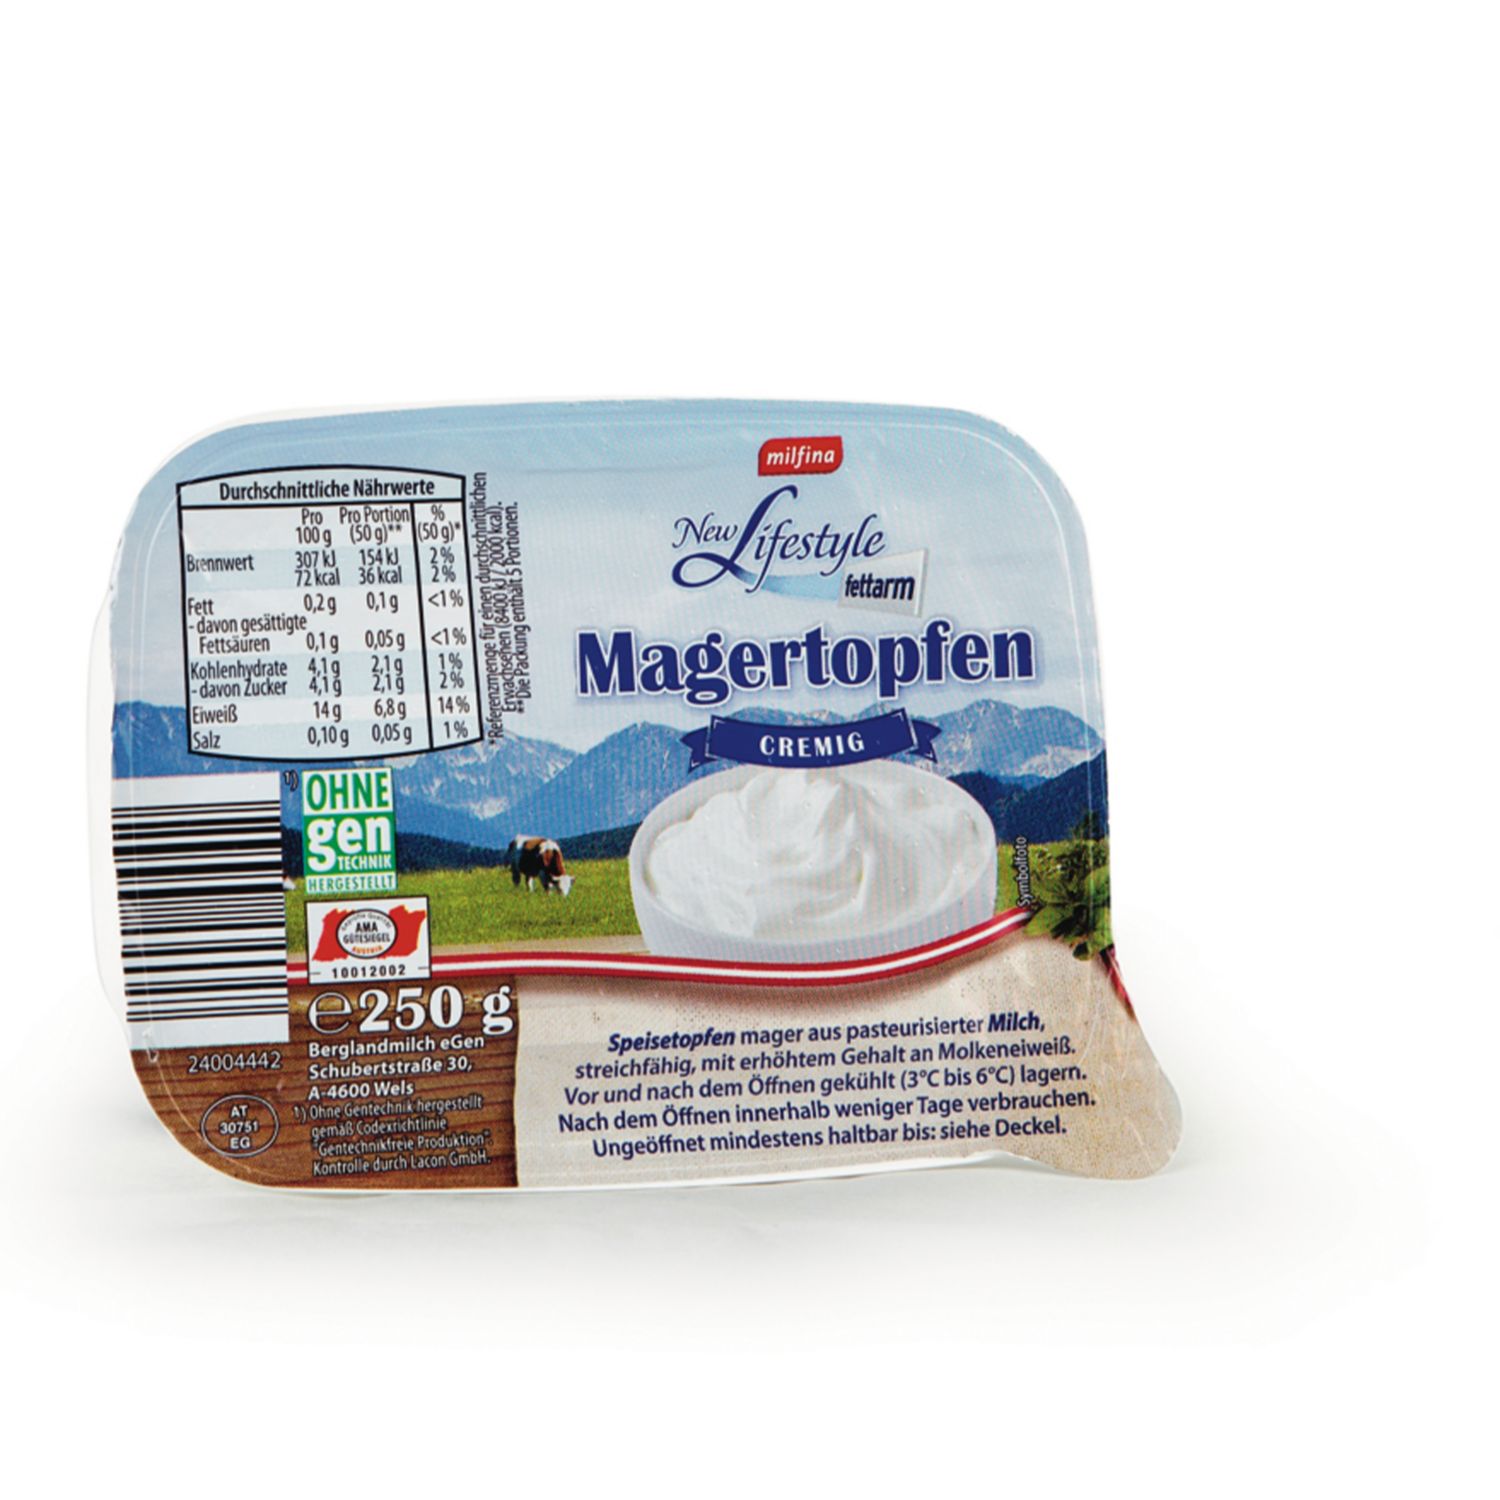 milfina
New Lifestyle
fettarm
Magertopfen
CREMIG
Durchschnittliche Nährwerte
Pro 100 g Pro Portion (50 g)** % (50 g)*
Brennwert 307 kJ 154 kJ 2%
72 kcal 36 kcal 2%
Fett 0,2 g 0,1 g <1%
- davon gesättigte
Fettsäuren 0,1 g 0,05 g <1%
Kohlenhydrate 4,1 g 2,1 g 1%
- davon Zucker 4,1 g 2,1 g 2%
Eiweiß 14 g 6,8 g 14%
Salz 0,10 g 0,05 g 1%
*Referenzmenge für einen durchschnittlichen
Erwachsenen (8400 kJ / 2000 kcal).
**Die Packung enthält 5 Portionen.
1)
OHNE
gen
TECHNIK
HERGESTELLT
AMA
GÜTESIEGEL
AUSTRIA
10012002
Symbolfoto
e 250 g
24004442
Berglandmilch eGen
Schubertstraße 30,
A-4600 Wels
1) Ohne Gentechnik hergestellt
gemäß Codexrichtlinie
"Gentechnikfreie Produktion".
Kontrolle durch Lacon GmbH.
AT
30751
EG
Speisetopfen mager aus pasteurisierter Milch,
streichfähig, mit erhöhtem Gehalt an Molkeneiweiß.
Vor und nach dem Öffnen gekühlt (3°C bis 6°C) lagern.
Nach dem Öffnen innerhalb weniger Tage verbrauchen.
Ungeöffnet mindestens haltbar bis: siehe Deckel.